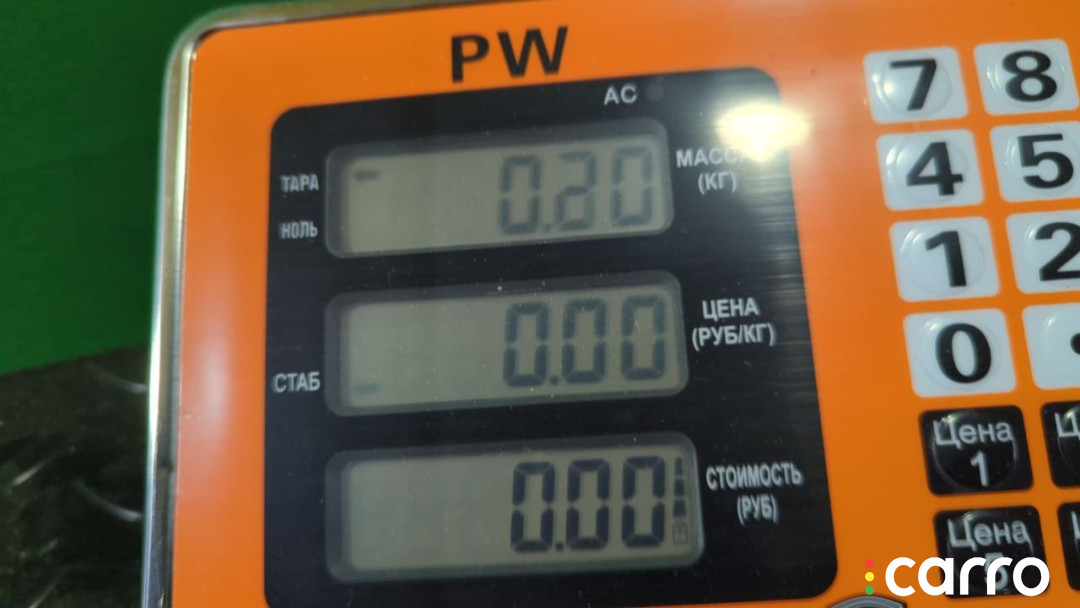 PW
AC
ТАРА
НОЛЬ
0.20
МАССА
(КГ)
СТАБ
0.00
ЦЕНА
(РУБ/КГ)
0.00
СТОИМОСТЬ
(РУБ)
7 8
4 5
1 2
0 .
Цена
1
Цена
5
carro